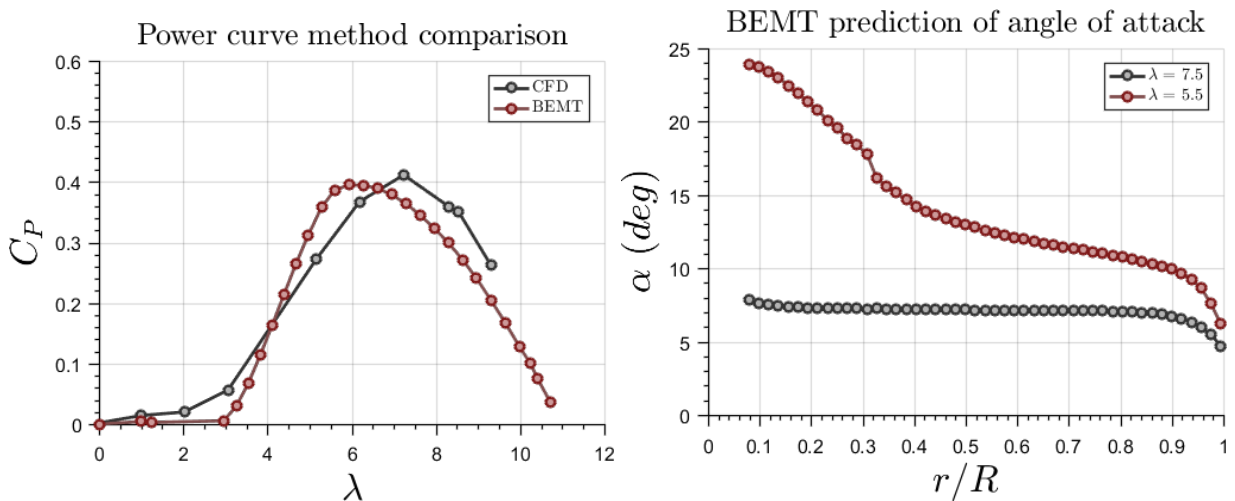 Power curve method comparison
0.6
0.5
0.4
0.3
0.2
0.1
0
C_P
CFD
BEMT
0 2 4 6 8 10 12
λ
BEMT prediction of angle of attack
25
20
15
10
5
0
α (deg)
λ = 7.5
λ = 5.5
0 0.1 0.2 0.3 0.4 0.5 0.6 0.7 0.8 0.9 1
r/R